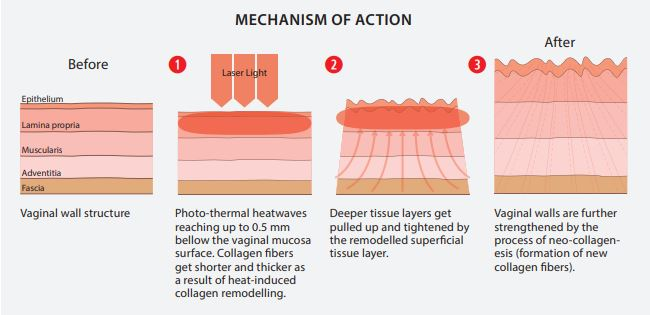 MECHANISM OF ACTION
Before
Epithelium
Lamina propria
Muscularis
Adventitia
Fascia
Vaginal wall structure
1
Laser Light
Photo-thermal heatwaves
reaching up to 0.5 mm
bellow the vaginal mucosa
surface. Collagen fibers
get shorter and thicker as
a result of heat-induced
collagen remodelling.
2
Deeper tissue layers get
pulled up and tightened by
the remodelled superficial
tissue layer.
3
After
Vaginal walls are further
strengthened by the
process of neo-collagen-
esis (formation of new
collagen fibers).